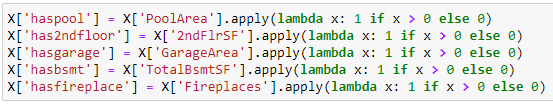 X['haspool'] = X['PoolArea'].apply(lambda x: 1 if x > 0 else 0)
X['has2ndfloor'] = X['2ndFlrSF'].apply(lambda x: 1 if x > 0 else 0)
X['hasgarage'] = X['GarageArea'].apply(lambda x: 1 if x > 0 else 0)
X['hasbsmt'] = X['TotalBsmtSF'].apply(lambda x: 1 if x > 0 else 0)
X['hasfireplace'] = X['Fireplaces'].apply(lambda x: 1 if x > 0 else 0)